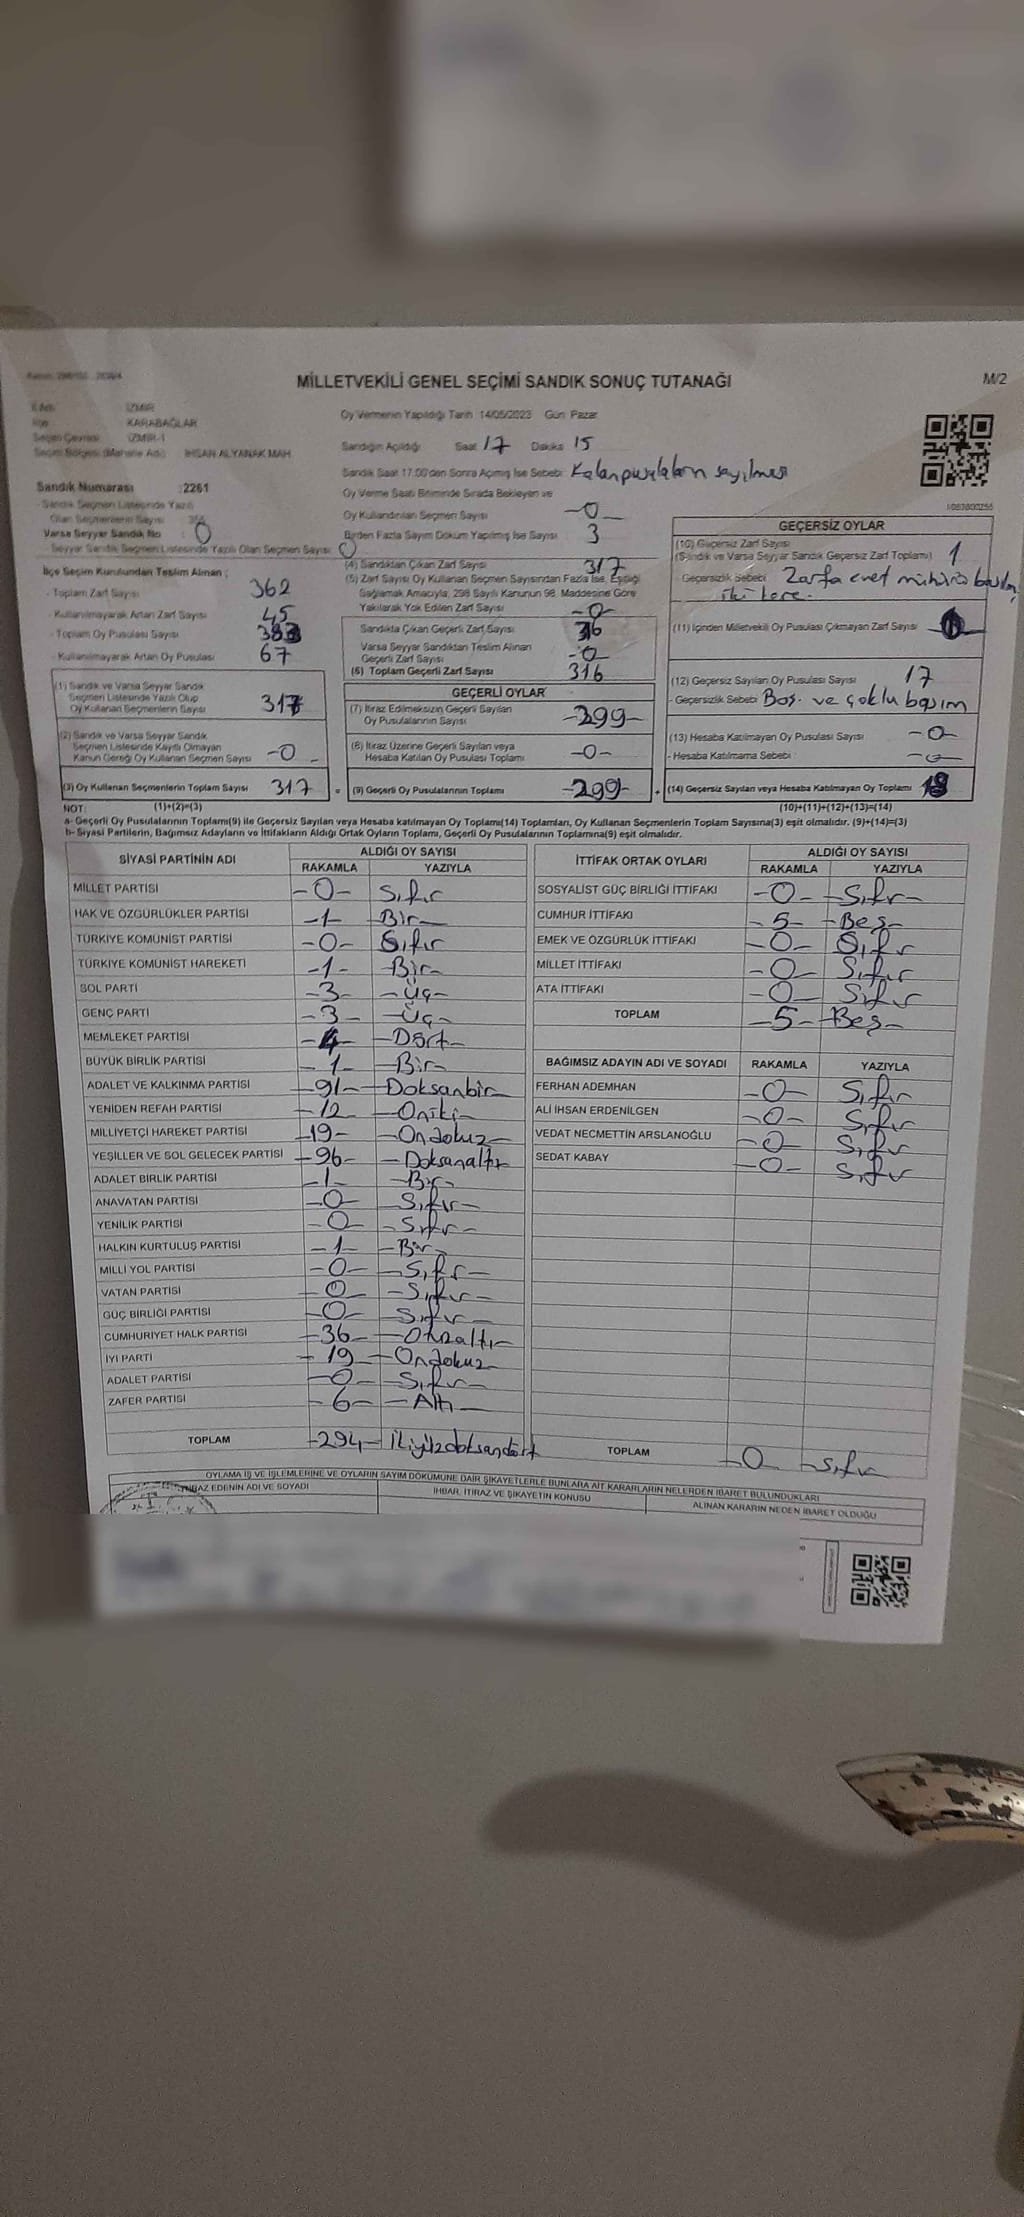 MİLLETVEKİLİ GENEL SEÇİMİ SANDIK SONUÇ TUTANAĞI
M/2
İZMİR
KARABAĞLAR
Seçim Çevresi İZMİR-1
Seçim Bölgesi (Mahalle Adı) İHSAN ALYANAK MAH.
Sandık Numarası :2261
- Sandık Seçmen Listesinde Yazılı
Olan Seçmenlerin Sayısı
Varsa Seyyar Sandık No : 0
- Seyyar Sandık Seçmen Listesinde Yazılı Olan Seçmen Sayısı : 0
İlçe Seçim Kurulundan Teslim Alınan ;
- Toplam Zarf Sayısı 362
- Kullanılmayarak Artan Zarf Sayısı 45
- Toplam Oy Pusulası Sayısı 383
- Kullanılmayarak Artan Oy Pusulası 67
(1) Sandık ve Varsa Seyyar Sandık
Seçmen Listesinde Yazılı Olup
Oy Kullanan Seçmenlerin Sayısı 317
(2) Sandık ve Varsa Seyyar Sandık
Seçmen Listesinde Kayıtlı Olmayan
Kanun Gereği Oy Kullanan Seçmen Sayısı -0-
(3) Oy Kullanan Seçmenlerin Toplam Sayısı 317 =
Oy Vermenin Yapıldığı Tarih 14/05/2023 Gün Pazar
Sandığın Açıldığı Saat 17 Dakika 15
Sandık Saat 17.00'den Sonra Açılmış İse Sebebi: Kalan pusulaların sayılması
Oy Verme Saati Bitiminde Sırada Bekleyen ve
Oy Kullandırılan Seçmen Sayısı -0-
Birden Fazla Sayım Döküm Yapılmış İse Sayısı 3
(4) Sandıktan Çıkan Zarf Sayısı 317
(5) Zarf Sayısı Oy Kullanan Seçmen Sayısından Fazla İse, Eşitliği
Sağlamak Amacıyla, 298 Sayılı Kanunun 98. Maddesine Göre
Yakılarak Yok Edilen Zarf Sayısı -0-
Sandıkta Çıkan Geçerli Zarf Sayısı 316
Varsa Seyyar Sandıktan Teslim Alınan
Geçerli Zarf Sayısı -0
(6) Toplam Geçerli Zarf Sayısı 316
GEÇERLİ OYLAR
(7) İtiraz Edilmeksizin Geçerli Sayılan
Oy Pusulalarının Sayısı -299-
(8) İtiraz Üzerine Geçerli Sayılan veya
Hesaba Katılan Oy Pusulası Toplamı -0-
(9) Geçerli Oy Pusulalarının Toplamı -299- +
1083800255
GEÇERSİZ OYLAR
(10) Geçersiz Zarf Sayısı
(Sandık ve Varsa Seyyar Sandık Geçersiz Zarf Toplamı) 1
- Geçersizlik Sebebi Zarfa evet mührü
iki kere.
(11) İçinden Milletvekili Oy Pusulası Çıkmayan Zarf Sayısı
(12) Geçersiz Sayılan Oy Pusulası Sayısı 17
- Geçersizlik Sebebi Boş. ve çoklu basım
(13) Hesaba Katılmayan Oy Pusulası Sayısı -0-
- Hesaba Katılmama Sebebi : -0-
(14) Geçersiz Sayılan veya Hesaba Katılmayan Oy Toplamı 18
NOT: (1)+(2)=(3) (10)+(11)+(12)+(13)=(14)
a- Geçerli Oy Pusulalarının Toplamı(9) ile Geçersiz Sayılan veya Hesaba katılmayan Oy Toplamı(14) Toplamları, Oy Kullanan Seçmenlerin Toplam Sayısına(3) eşit olmalıdır. (9)+(14)=(3)
b- Siyasi Partilerin, Bağımsız Adayların ve İttifakların Aldığı Ortak Oyların Toplamı, Geçerli Oy Pusulalarının Toplamına(9) eşit olmalıdır.
SİYASİ PARTİNİN ADI ALDIĞI OY SAYISI
RAKAMLA YAZIYLA
MİLLET PARTİSİ -0- Sıfır
HAK VE ÖZGÜRLÜKLER PARTİSİ -1- Bir-
TÜRKİYE KOMÜNİST PARTİSİ -0- Sıfır
TÜRKİYE KOMÜNİST HAREKETİ -1- Bir-
SOL PARTİ -3- -Üç-
GENÇ PARTİ -3- -Üç-
MEMLEKET PARTİSİ -4 -Dört-
BÜYÜK BİRLİK PARTİSİ -1- -Bir-
ADALET VE KALKINMA PARTİSİ -91- Doksanbir-
YENİDEN REFAH PARTİSİ -12 -Oniki-
MİLLİYETÇİ HAREKET PARTİSİ -19- -Ondokuz-
YEŞİLLER VE SOL GELECEK PARTİSİ -96- -Doksanaltı
ADALET BİRLİK PARTİSİ -1- -Bir-
ANAVATAN PARTİSİ -0- Sıfır-
YENİLİK PARTİSİ -0- -Sıfır-
HALKIN KURTULUŞ PARTİSİ -1- -Bir-
MİLLİ YOL PARTİSİ -0- -Sıfır-
VATAN PARTİSİ -0- -Sıfır-
GÜÇ BİRLİĞİ PARTİSİ -0- Sıfır-
CUMHURİYET HALK PARTİSİ -36- -Otuzaltı-
İYİ PARTİ -19- -Ondokuz
ADALET PARTİSİ -0- -Sıfır-
ZAFER PARTİSİ -6- -Altı-
TOPLAM -294- İkiyüzdoksandört
İTTİFAK ORTAK OYLARI ALDIĞI OY SAYISI
RAKAMLA YAZIYLA
SOSYALİST GÜÇ BİRLİĞİ İTTİFAKI -0- -Sıfır-
CUMHUR İTTİFAKI -5- -Beş-
EMEK VE ÖZGÜRLÜK İTTİFAKI -0- Sıfır
MİLLET İTTİFAKI -0- Sıfır
ATA İTTİFAKI -0- Sıfır
TOPLAM -5- -Beş-
BAĞIMSIZ ADAYIN ADI VE SOYADI RAKAMLA YAZIYLA
FERHAN ADEMHAN -0- Sıfır
ALİ İHSAN ERDENİLGEN -0- Sıfır
VEDAT NECMETTİN ARSLANOĞLU -0- Sıfır
SEDAT KABAY -0- Sıfır
TOPLAM -0- -Sıfır
OYLAMA İŞ VE İŞLEMLERİNE VE OYLARIN SAYIM DÖKÜMÜNE DAİR ŞİKAYETLERLE BUNLARA AİT KARARLARIN NELERDEN İBARET BULUNDUKLARI
İTİRAZ EDENİN ADI VE SOYADI İHBAR, İTİRAZ VE ŞİKAYETİN KONUSU ALINAN KARARIN NEDEN İBARET OLDUĞU